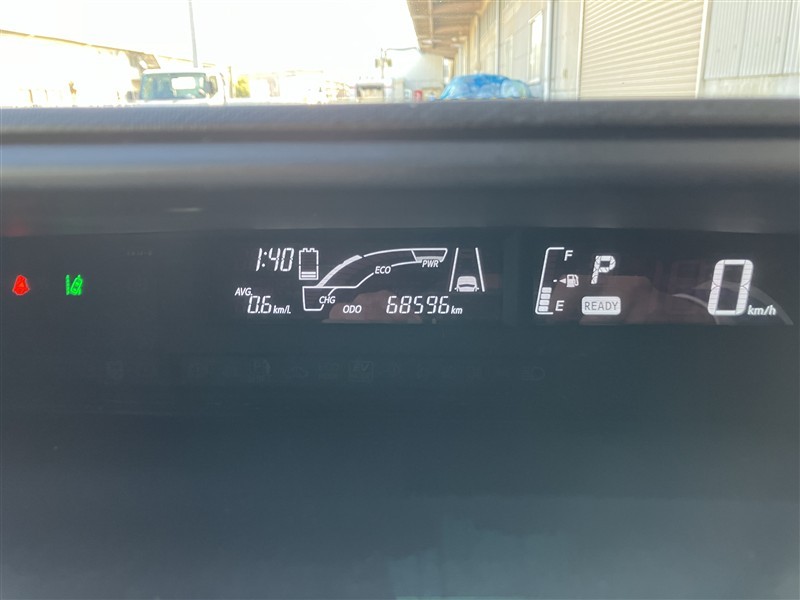 1:40
ECO
PWR
AVG.
0.6 km/L
CHG
ODO 68596 km
F
E
P
READY
0 km/h